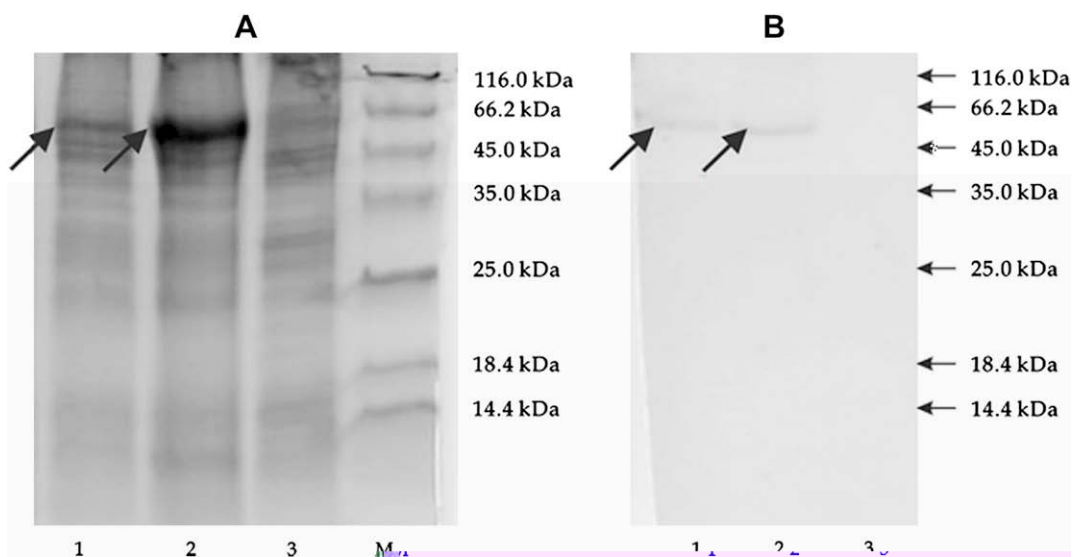 A B
116.0 kDa 116.0 kDa
66.2 kDa 66.2 kDa
45.0 kDa 45.0 kDa
35.0 kDa 35.0 kDa
25.0 kDa 25.0 kDa
18.4 kDa 18.4 kDa
14.4 kDa 14.4 kDa
1 2 3 M 1 2 3